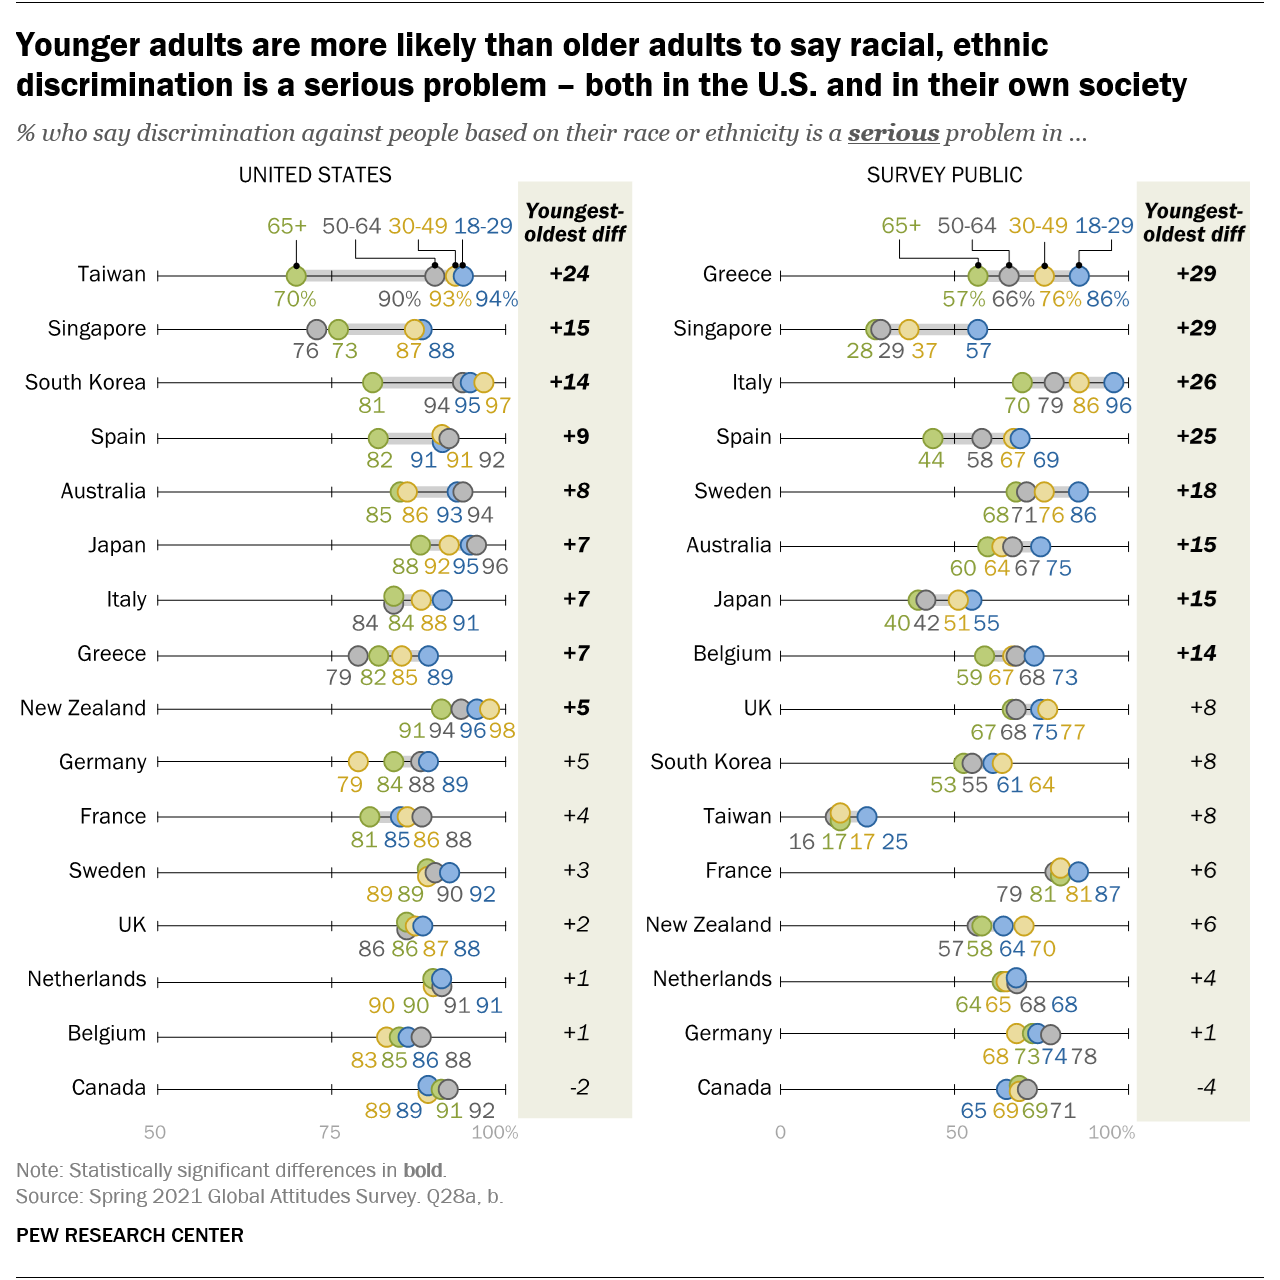 Younger adults are more likely than older adults to say racial, ethnic
discrimination is a serious problem – both in the U.S. and in their own society
% who say discrimination against people based on their race or ethnicity is a serious problem in ...
UNITED STATES
Youngest-
oldest diff
65+ 50-64 30-49 18-29
Taiwan +24
70% 90% 93% 94%
Singapore +15
76 73 87 88
South Korea +14
81 94 95 97
Spain +9
82 91 91 92
Australia +8
85 86 93 94
Japan +7
88 92 95 96
Italy +7
84 84 88 91
Greece +7
79 82 85 89
New Zealand +5
91 94 96 98
Germany +5
79 84 88 89
France +4
81 85 86 88
Sweden +3
89 89 90 92
UK +2
86 86 87 88
Netherlands +1
90 90 91 91
Belgium +1
83 85 86 88
Canada -2
89 89 91 92
50 75 100%
SURVEY PUBLIC
Youngest-
oldest diff
65+ 50-64 30-49 18-29
Greece +29
57% 66% 76% 86%
Singapore +29
28 29 37 57
Italy +26
70 79 86 96
Spain +25
44 58 67 69
Sweden +18
68 71 76 86
Australia +15
60 64 67 75
Japan +15
40 42 51 55
Belgium +14
59 67 68 73
UK +8
67 68 75 77
South Korea +8
53 55 61 64
Taiwan +8
16 17 17 25
France +6
79 81 81 87
New Zealand +6
57 58 64 70
Netherlands +4
64 65 68 68
Germany +1
68 73 74 78
Canada -4
65 69 69 71
0 50 100%
Note: Statistically significant differences in bold.
Source: Spring 2021 Global Attitudes Survey. Q28a, b.
PEW RESEARCH CENTER